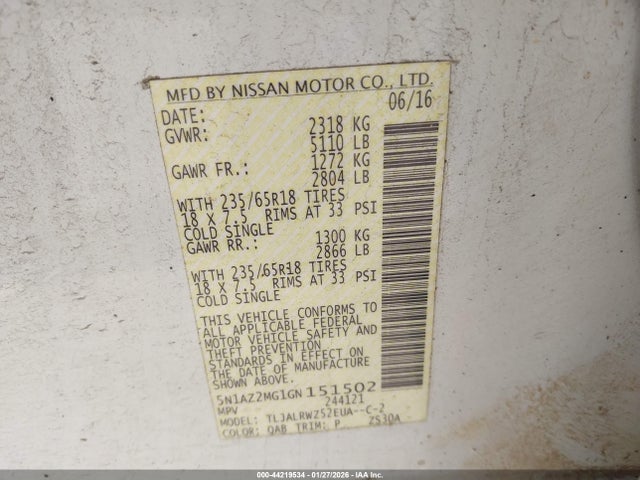 MFD BY NISSAN MOTOR CO., LTD.
DATE: 06/16
GVWR: 2318 KG
5110 LB
GAWR FR.: 1272 KG
2804 LB
WITH 235/65R18 TIRES
18 X 7.5 RIMS AT 33 PSI
COLD SINGLE
GAWR RR.: 1300 KG
2866 LB
WITH 235/65R18 TIRES
18 X 7.5 RIMS AT 33 PSI
COLD SINGLE
THIS VEHICLE CONFORMS TO
ALL APPLICABLE FEDERAL
MOTOR VEHICLE SAFETY AND
THEFT PREVENTION
STANDARDS IN EFFECT ON
THE DATE OF MANUFACTURE
SHOWN ABOVE.
5N1AZ2MG1GN151502
MPV 244121
MODEL: TLJALRWZ52EUA--C-2
COLOR: QAB TRIM: P Z530A
000-44219534 - 01/27/2026 - IAA Inc.